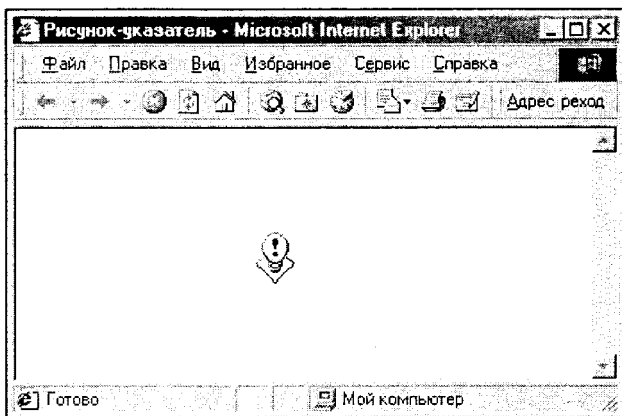 Рисунок-указатель - Microsoft Internet Explorer
Файл Правка Вид Избранное Сервис Справка
Адрес реход
Готово Мой компьютер